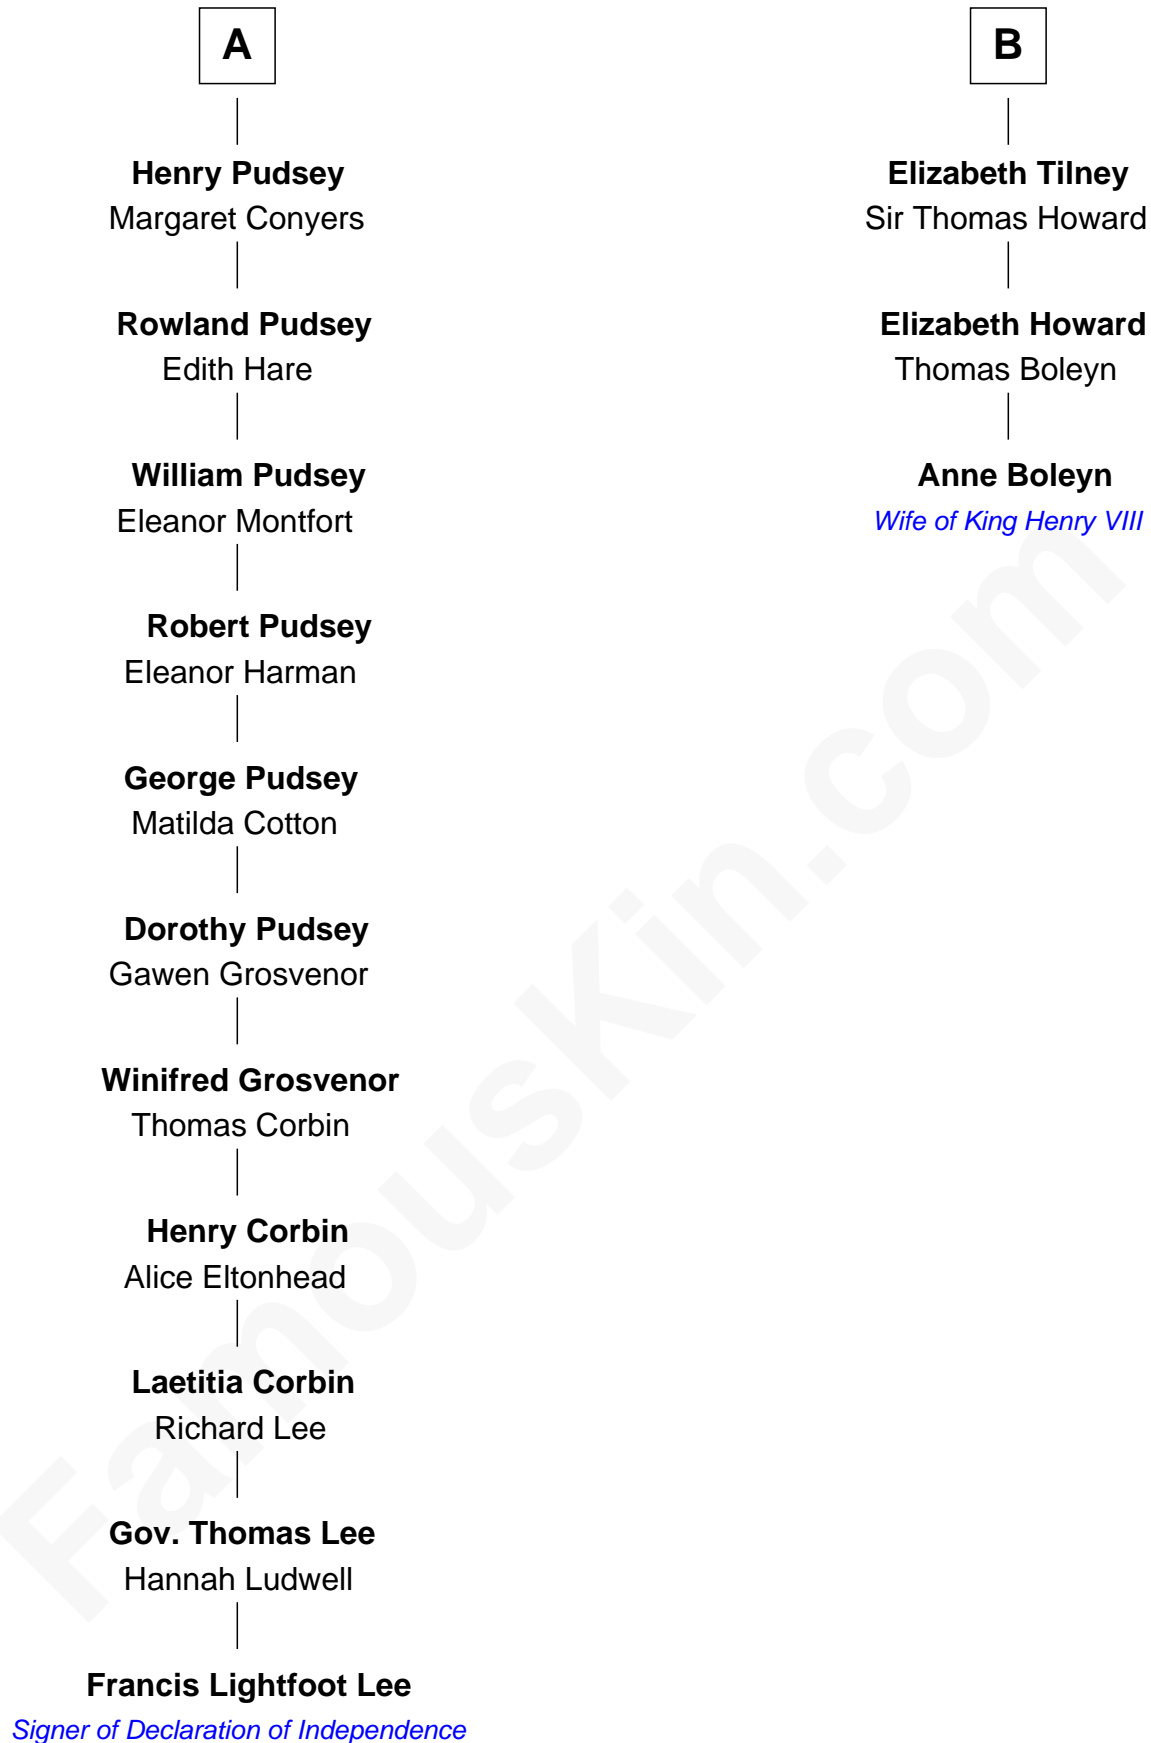 A
Henry Pudsey
Margaret Conyers
Rowland Pudsey
Edith Hare
William Pudsey
Eleanor Montfort
Robert Pudsey
Eleanor Harman
George Pudsey
Matilda Cotton
Dorothy Pudsey
Gawen Grosvenor
Winifred Grosvenor
Thomas Corbin
Henry Corbin
Alice Eltonhead
Laetitia Corbin
Richard Lee
Gov. Thomas Lee
Hannah Ludwell
Francis Lightfoot Lee
Signer of Declaration of Independence
B
Elizabeth Tilney
Sir Thomas Howard
Elizabeth Howard
Thomas Boleyn
Anne Boleyn
Wife of King Henry VIII
FamousKin.com